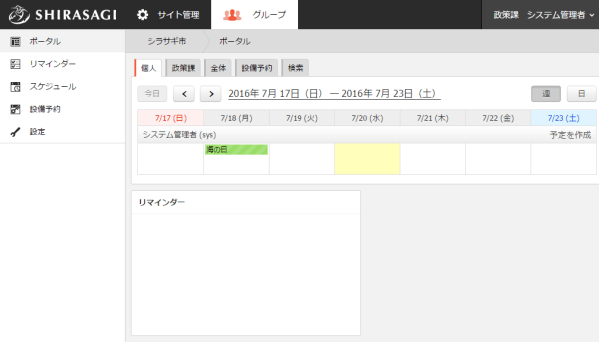 SHIRASAGI サイト管理 グループ 政策課 システム管理者
ポータル
リマインダー
スケジュール
設備予約
設定
シラサギ市 ポータル
個人 政策課 全体 設備予約 検索
今日 < > 2016年 7月 17日（日） — 2016年 7月 23日（土） 週 日
7/17 (日) 7/18 (月) 7/19 (火) 7/20 (水) 7/21 (木) 7/22 (金) 7/23 (土)
システム管理者 (sys) 予定を作成
海の日
リマインダー